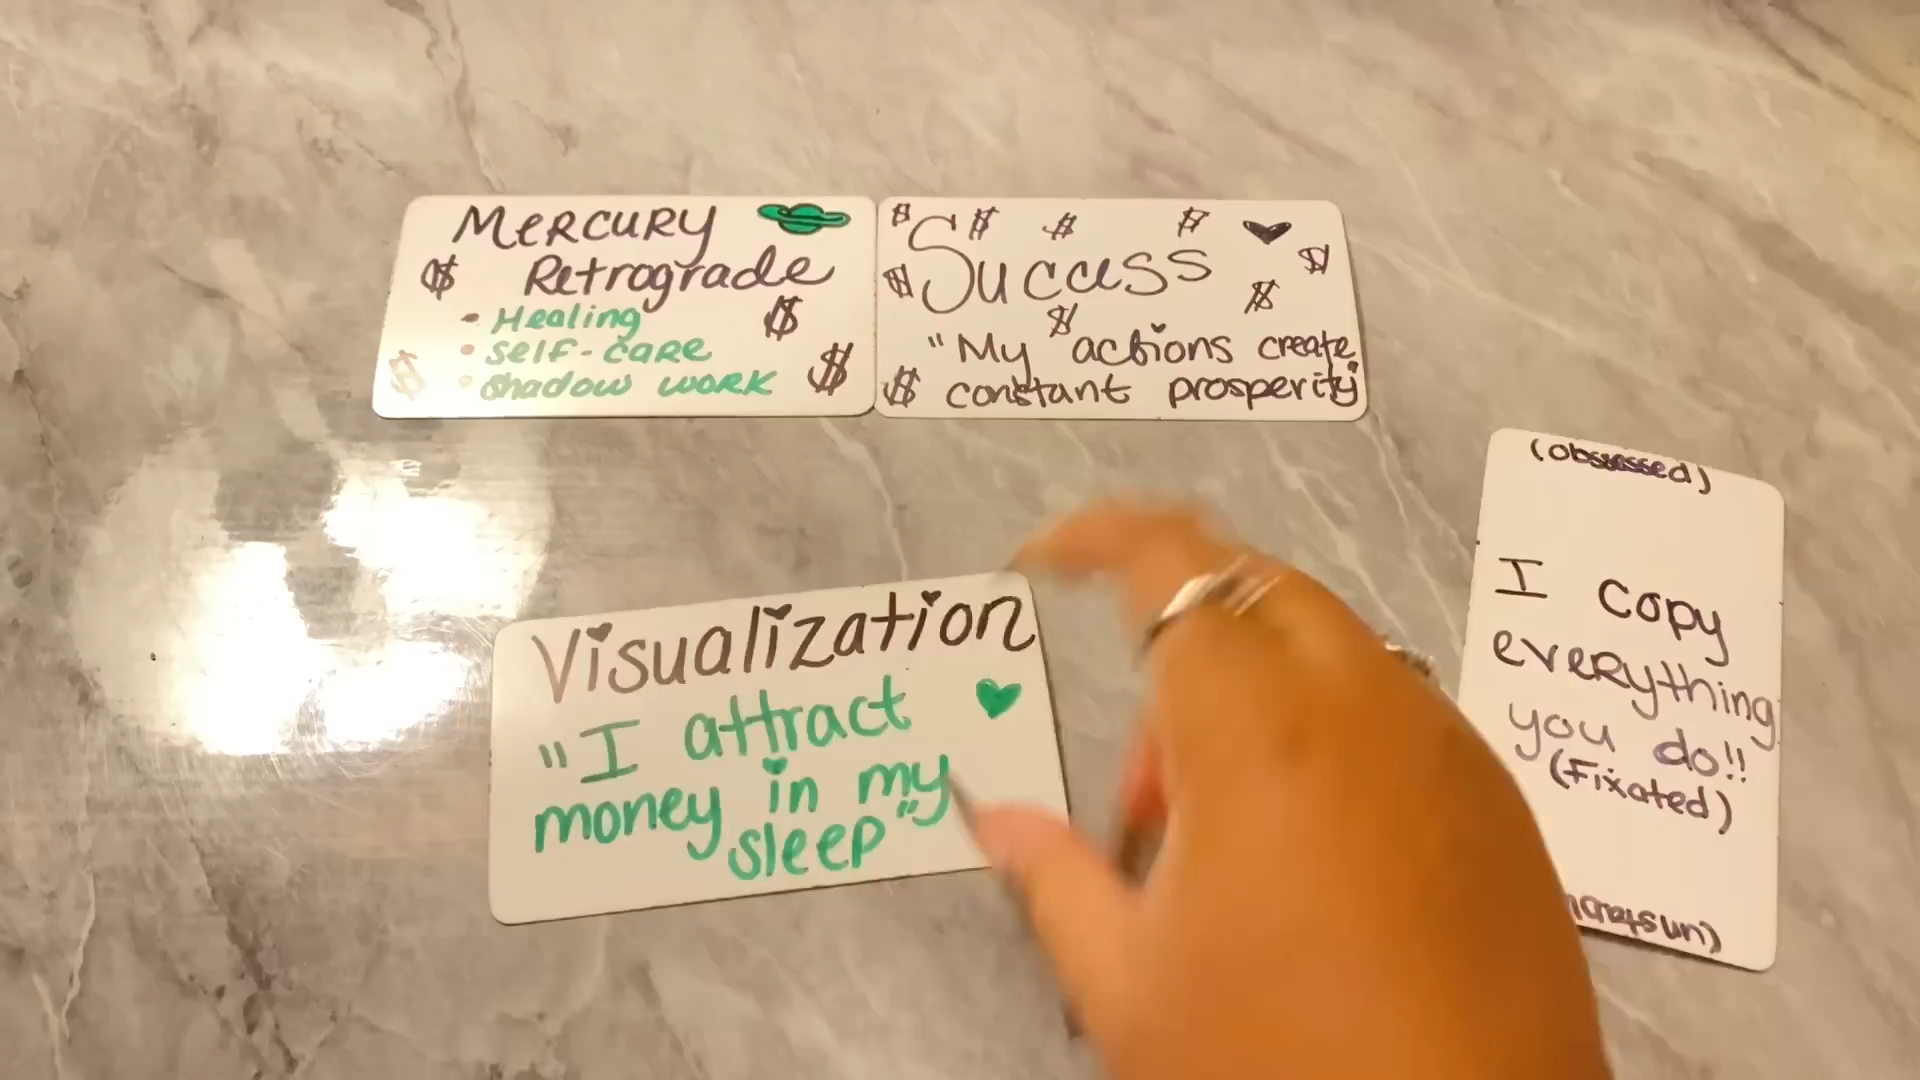 MERCURY
Retrograde
• Healing
• self-care
• shadow work
Success
"My actions create
constant prosperity
Visualization
"I attract
money in my
sleep"
(obsessed)
I copy
everything
you do!!
(Fixated)